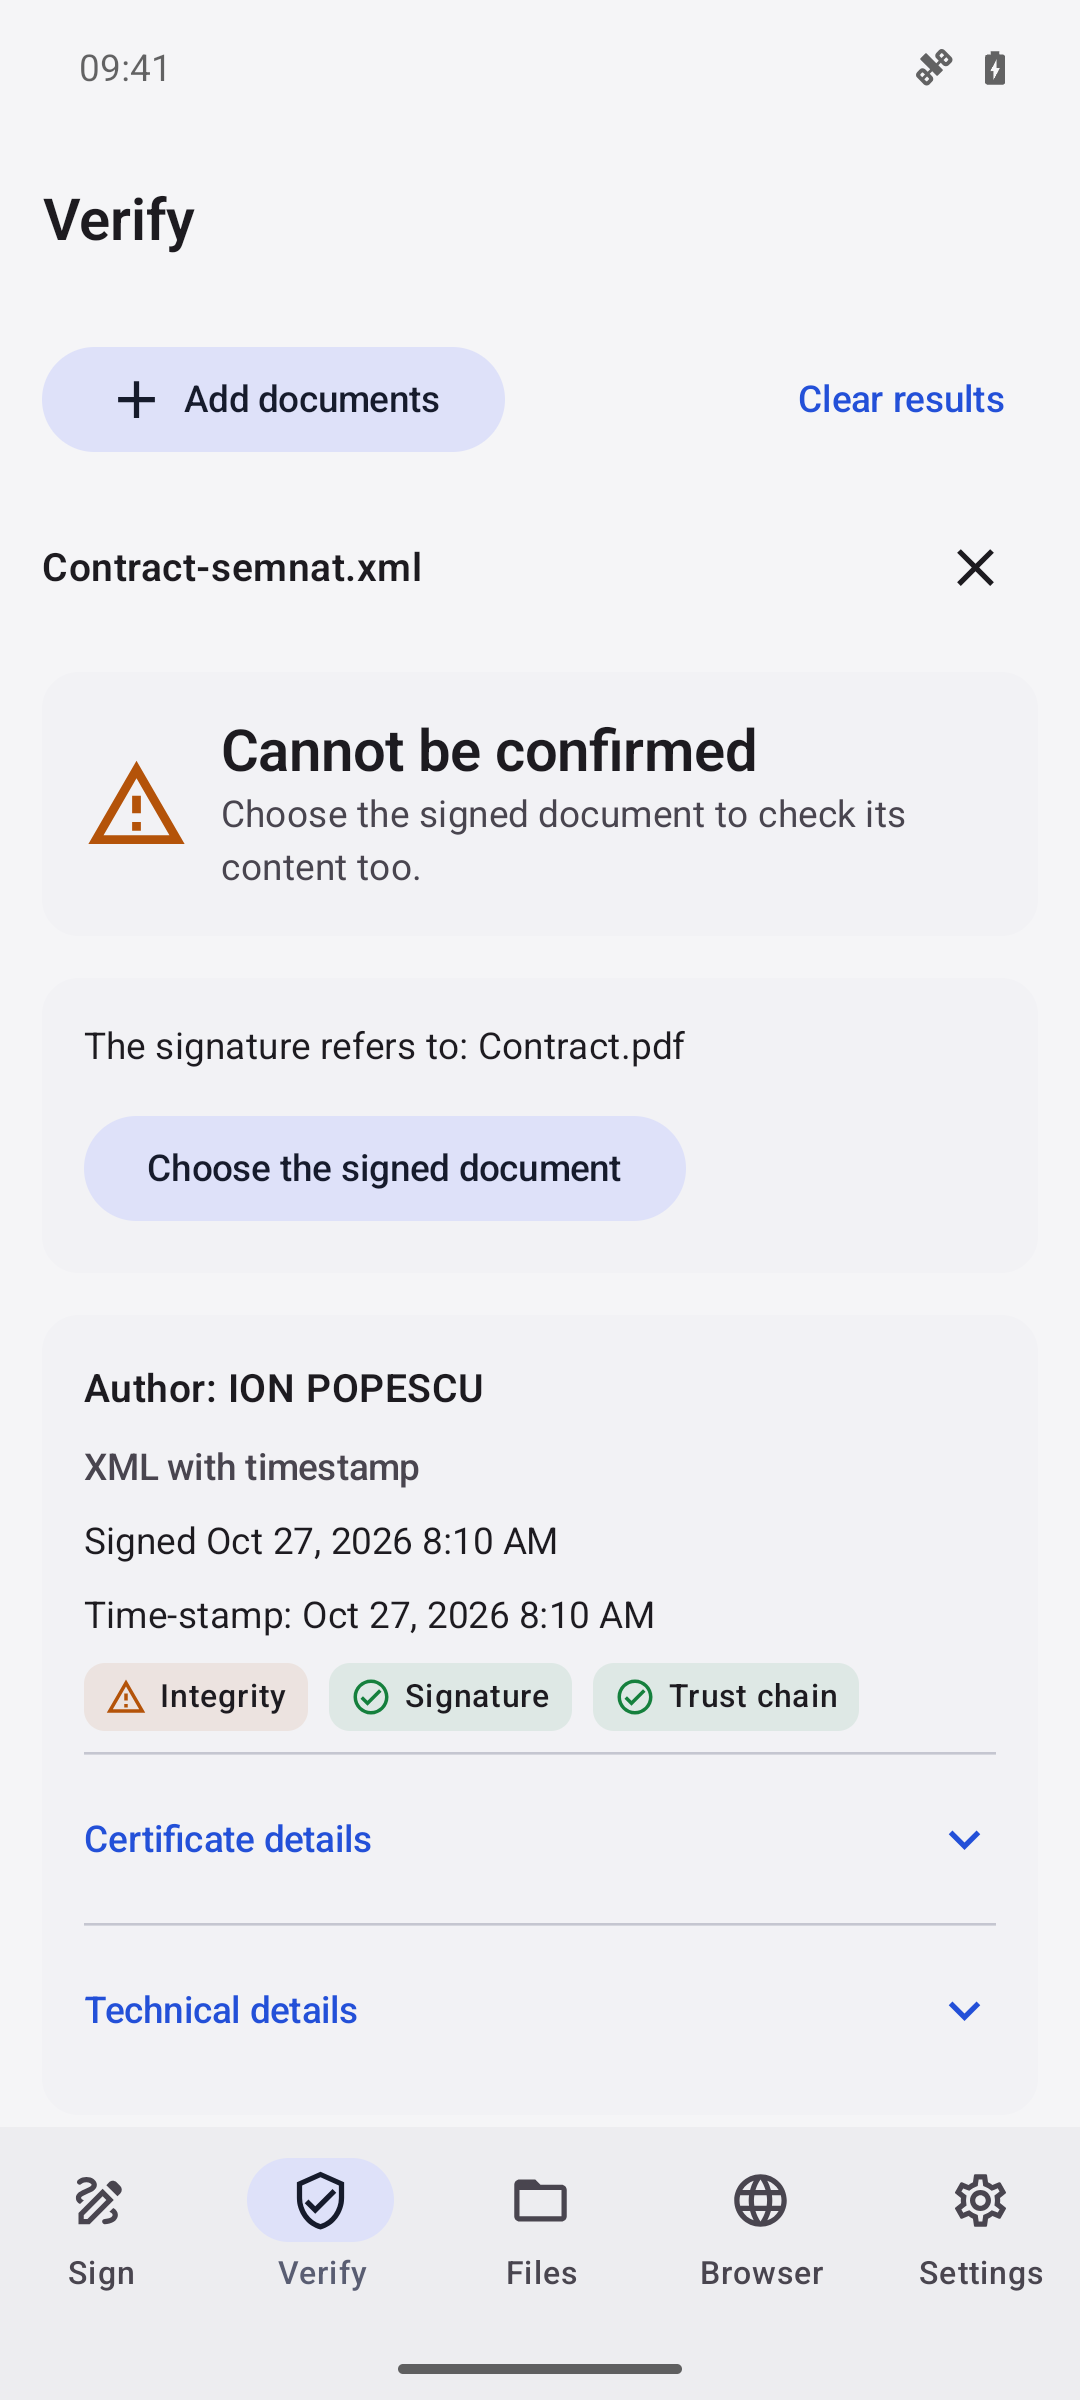 09:41
Verify
Add documents
Clear results
Contract-semnat.xml
Cannot be confirmed
Choose the signed document to check its
content too.
The signature refers to: Contract.pdf
Choose the signed document
Author: ION POPESCU
XML with timestamp
Signed Oct 27, 2026 8:10 AM
Time-stamp: Oct 27, 2026 8:10 AM
Integrity
Signature
Trust chain
Certificate details
Technical details
Sign
Verify
Files
Browser
Settings